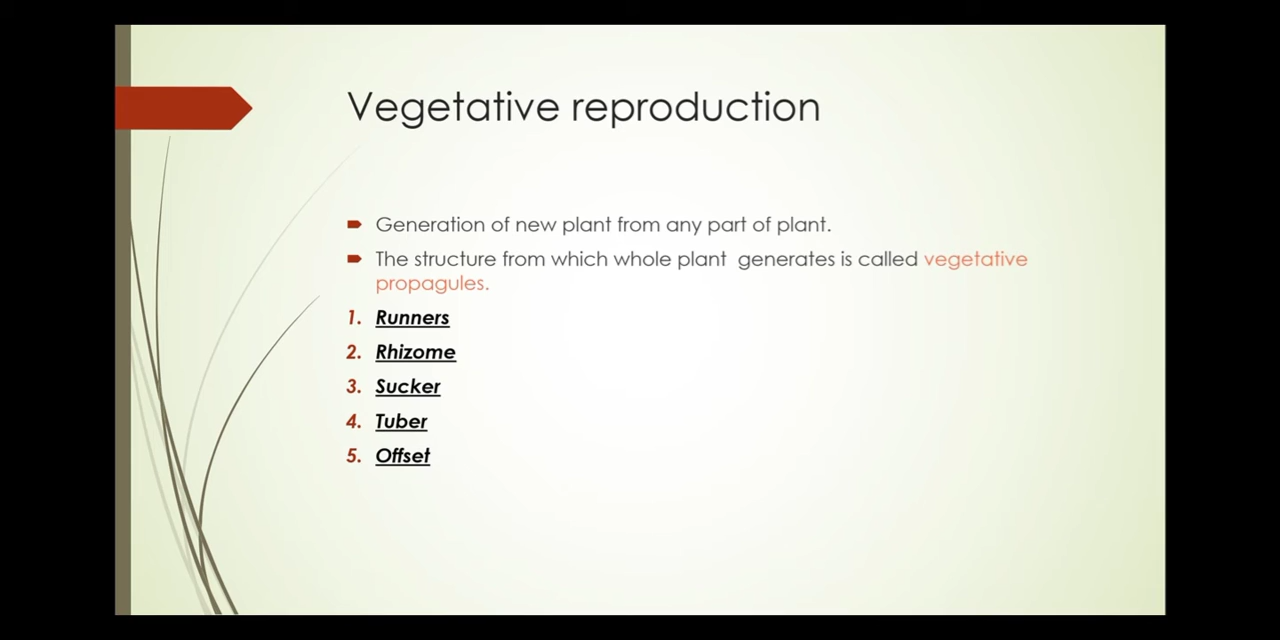 Vegetative reproduction
Generation of new plant from any part of plant.
The structure from which whole plant generates is called vegetative
propagules.
1. Runners
2. Rhizome
3. Sucker
4. Tuber
5. Offset